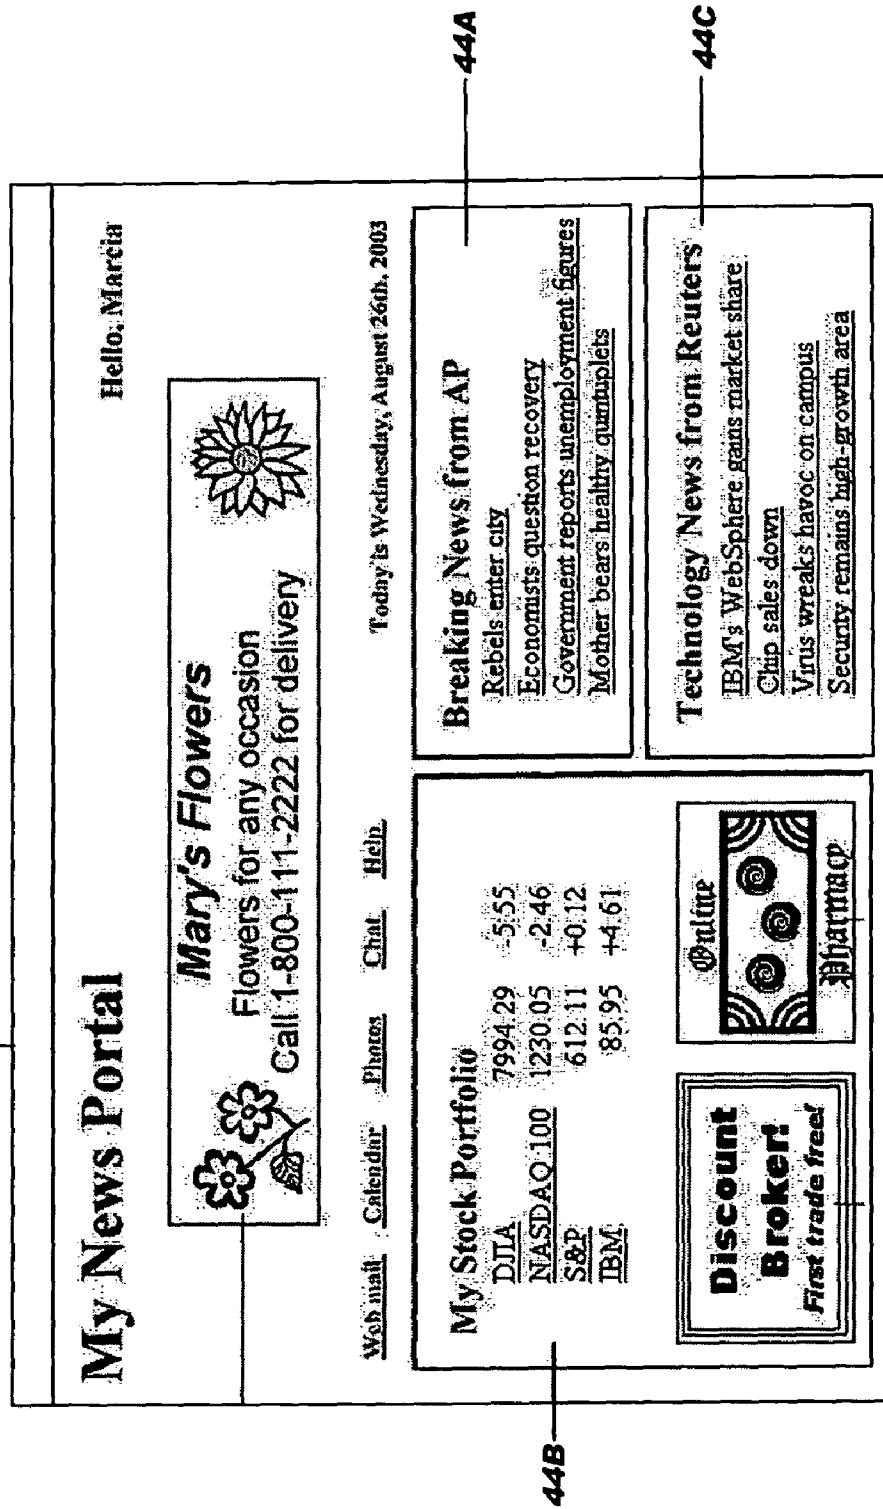 My News Portal
Hello, Marcia
Mary's Flowers
Flowers for any occasion
Call 1-800-111-2222 for delivery
Web mail Calendar Photos Chat Help
Today is Wednesday, August 26th, 2003
My Stock Portfolio
DJIA 7994.29 -5.55
NASDAQ 100 1230.05 -2.46
S&P 612.11 +0.12
IBM 85.95 +4.61
44B
Discount
Broker!
First trade free!
Online
Pharmacy
Breaking News from AP
Rebels enter city
Economists question recovery
Government reports unemployment figures
Mother bears healthy quintuplets
44A
Technology News from Reuters
IBM's WebSphere gains market share
Chip sales down
Virus wreaks havoc on campus
Security remains high-growth area
44C